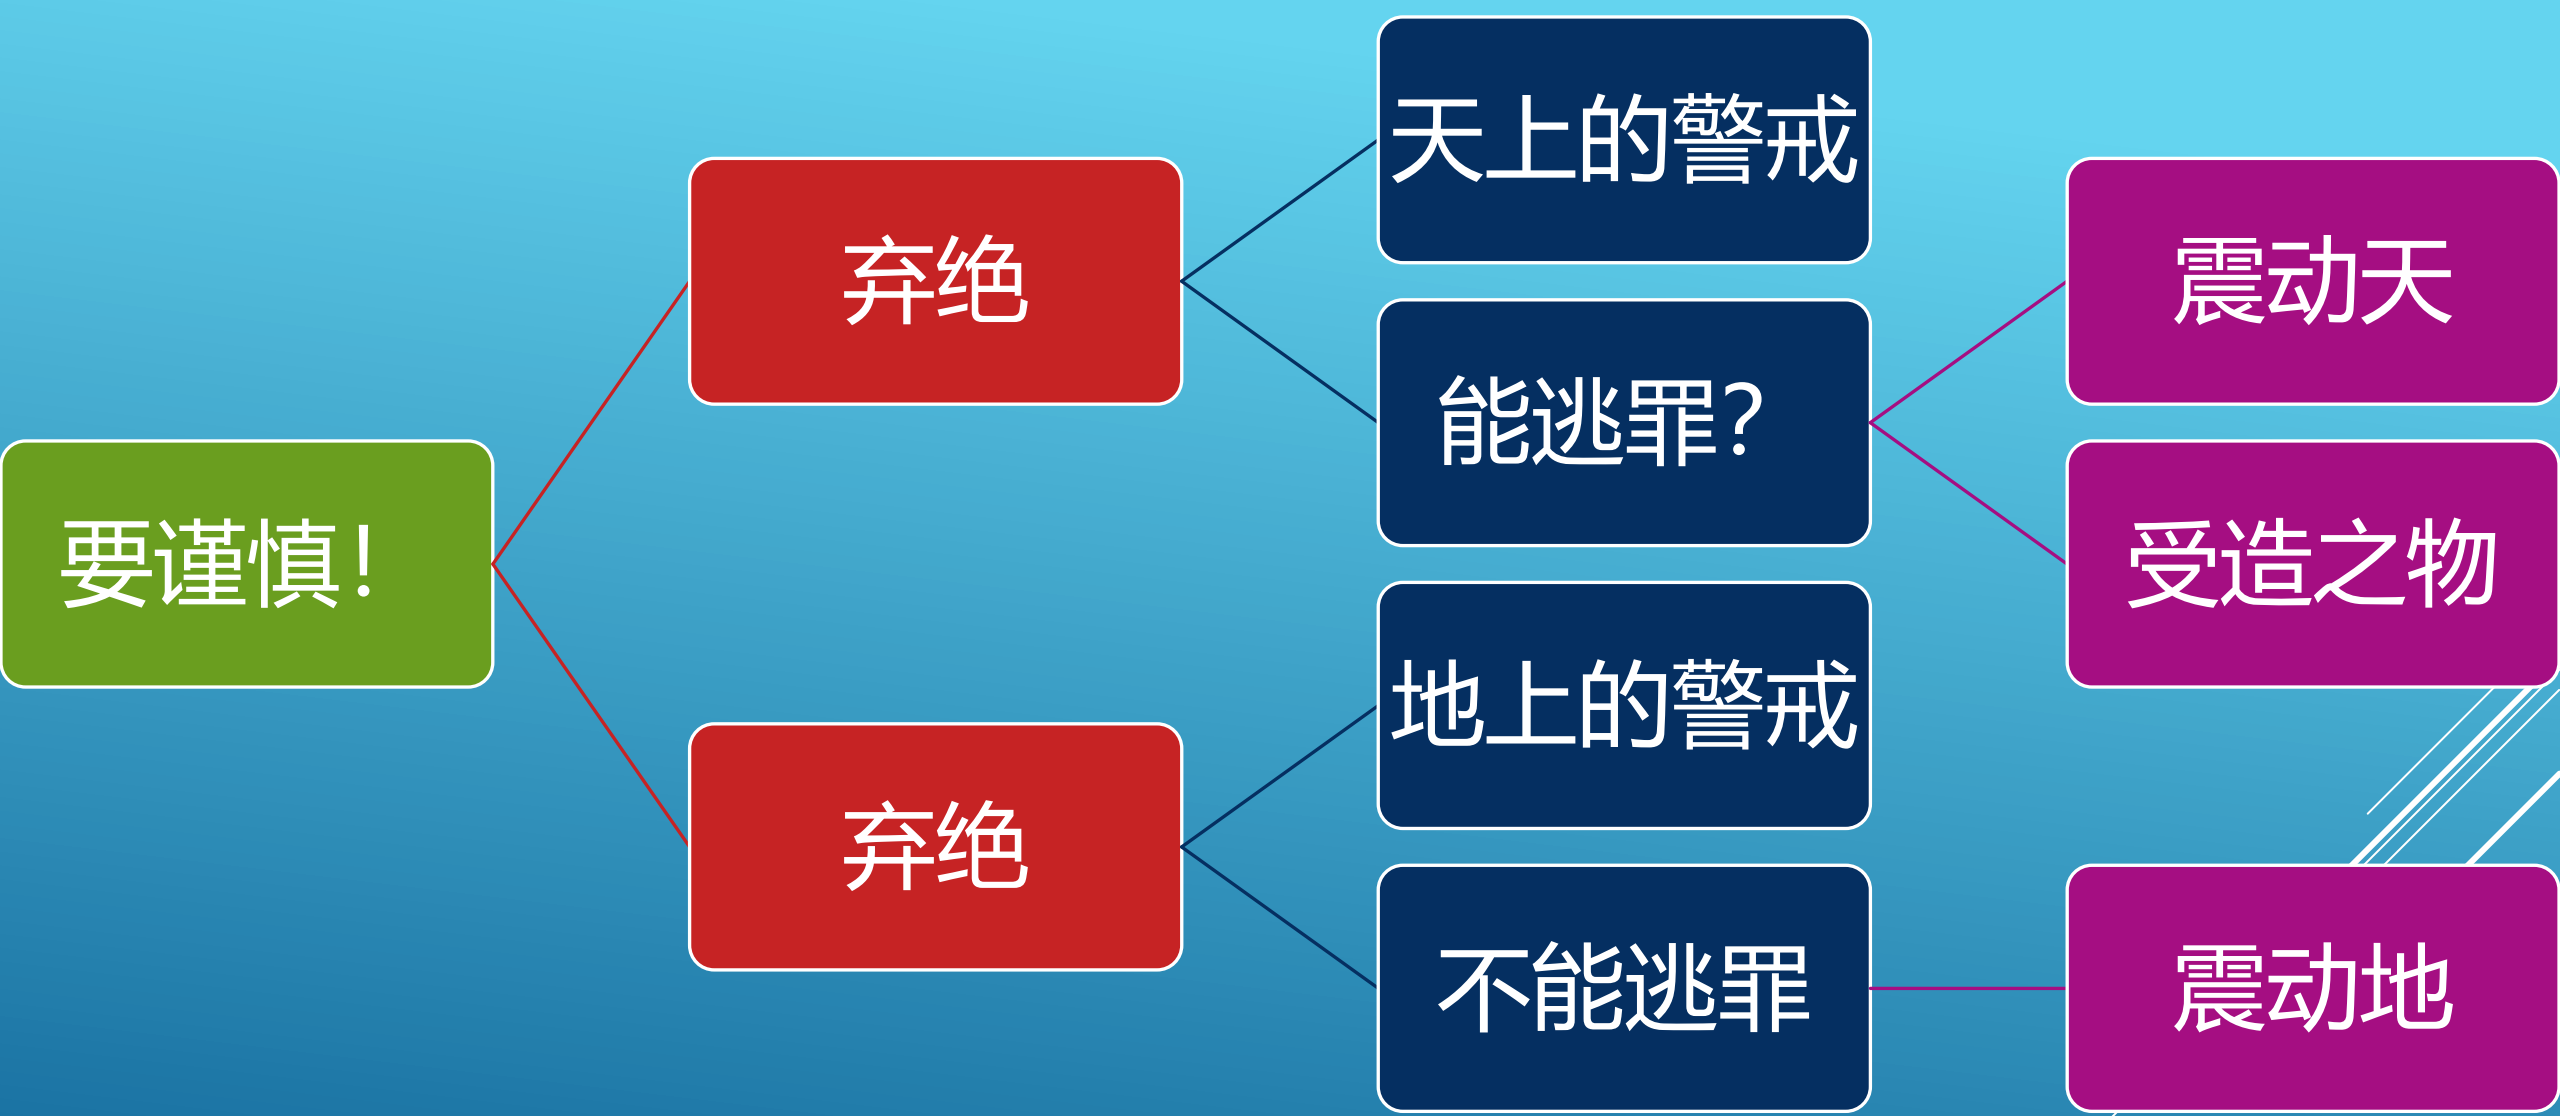 要谨慎！
弃绝
天上的警戒
能逃罪？
震动天
受造之物
弃绝
地上的警戒
不能逃罪
震动地